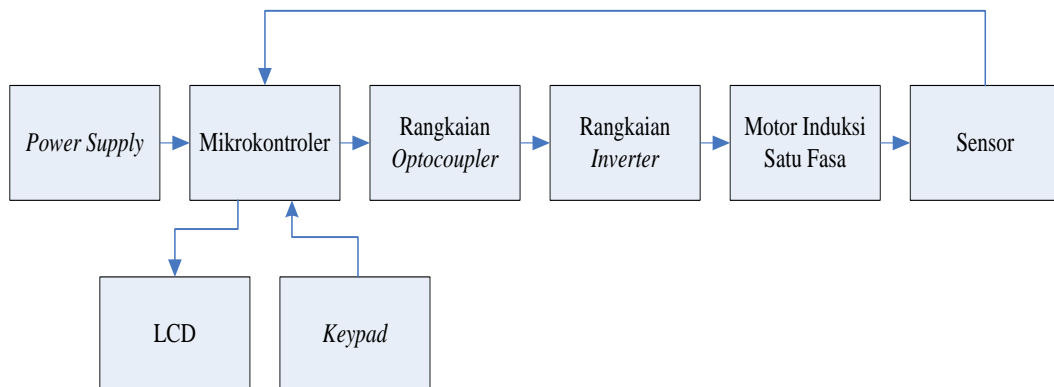 Power Supply
Mikrokontroler
Rangkaian
Optocoupler
Rangkaian
Inverter
Motor Induksi
Satu Fasa
Sensor
LCD
Keypad